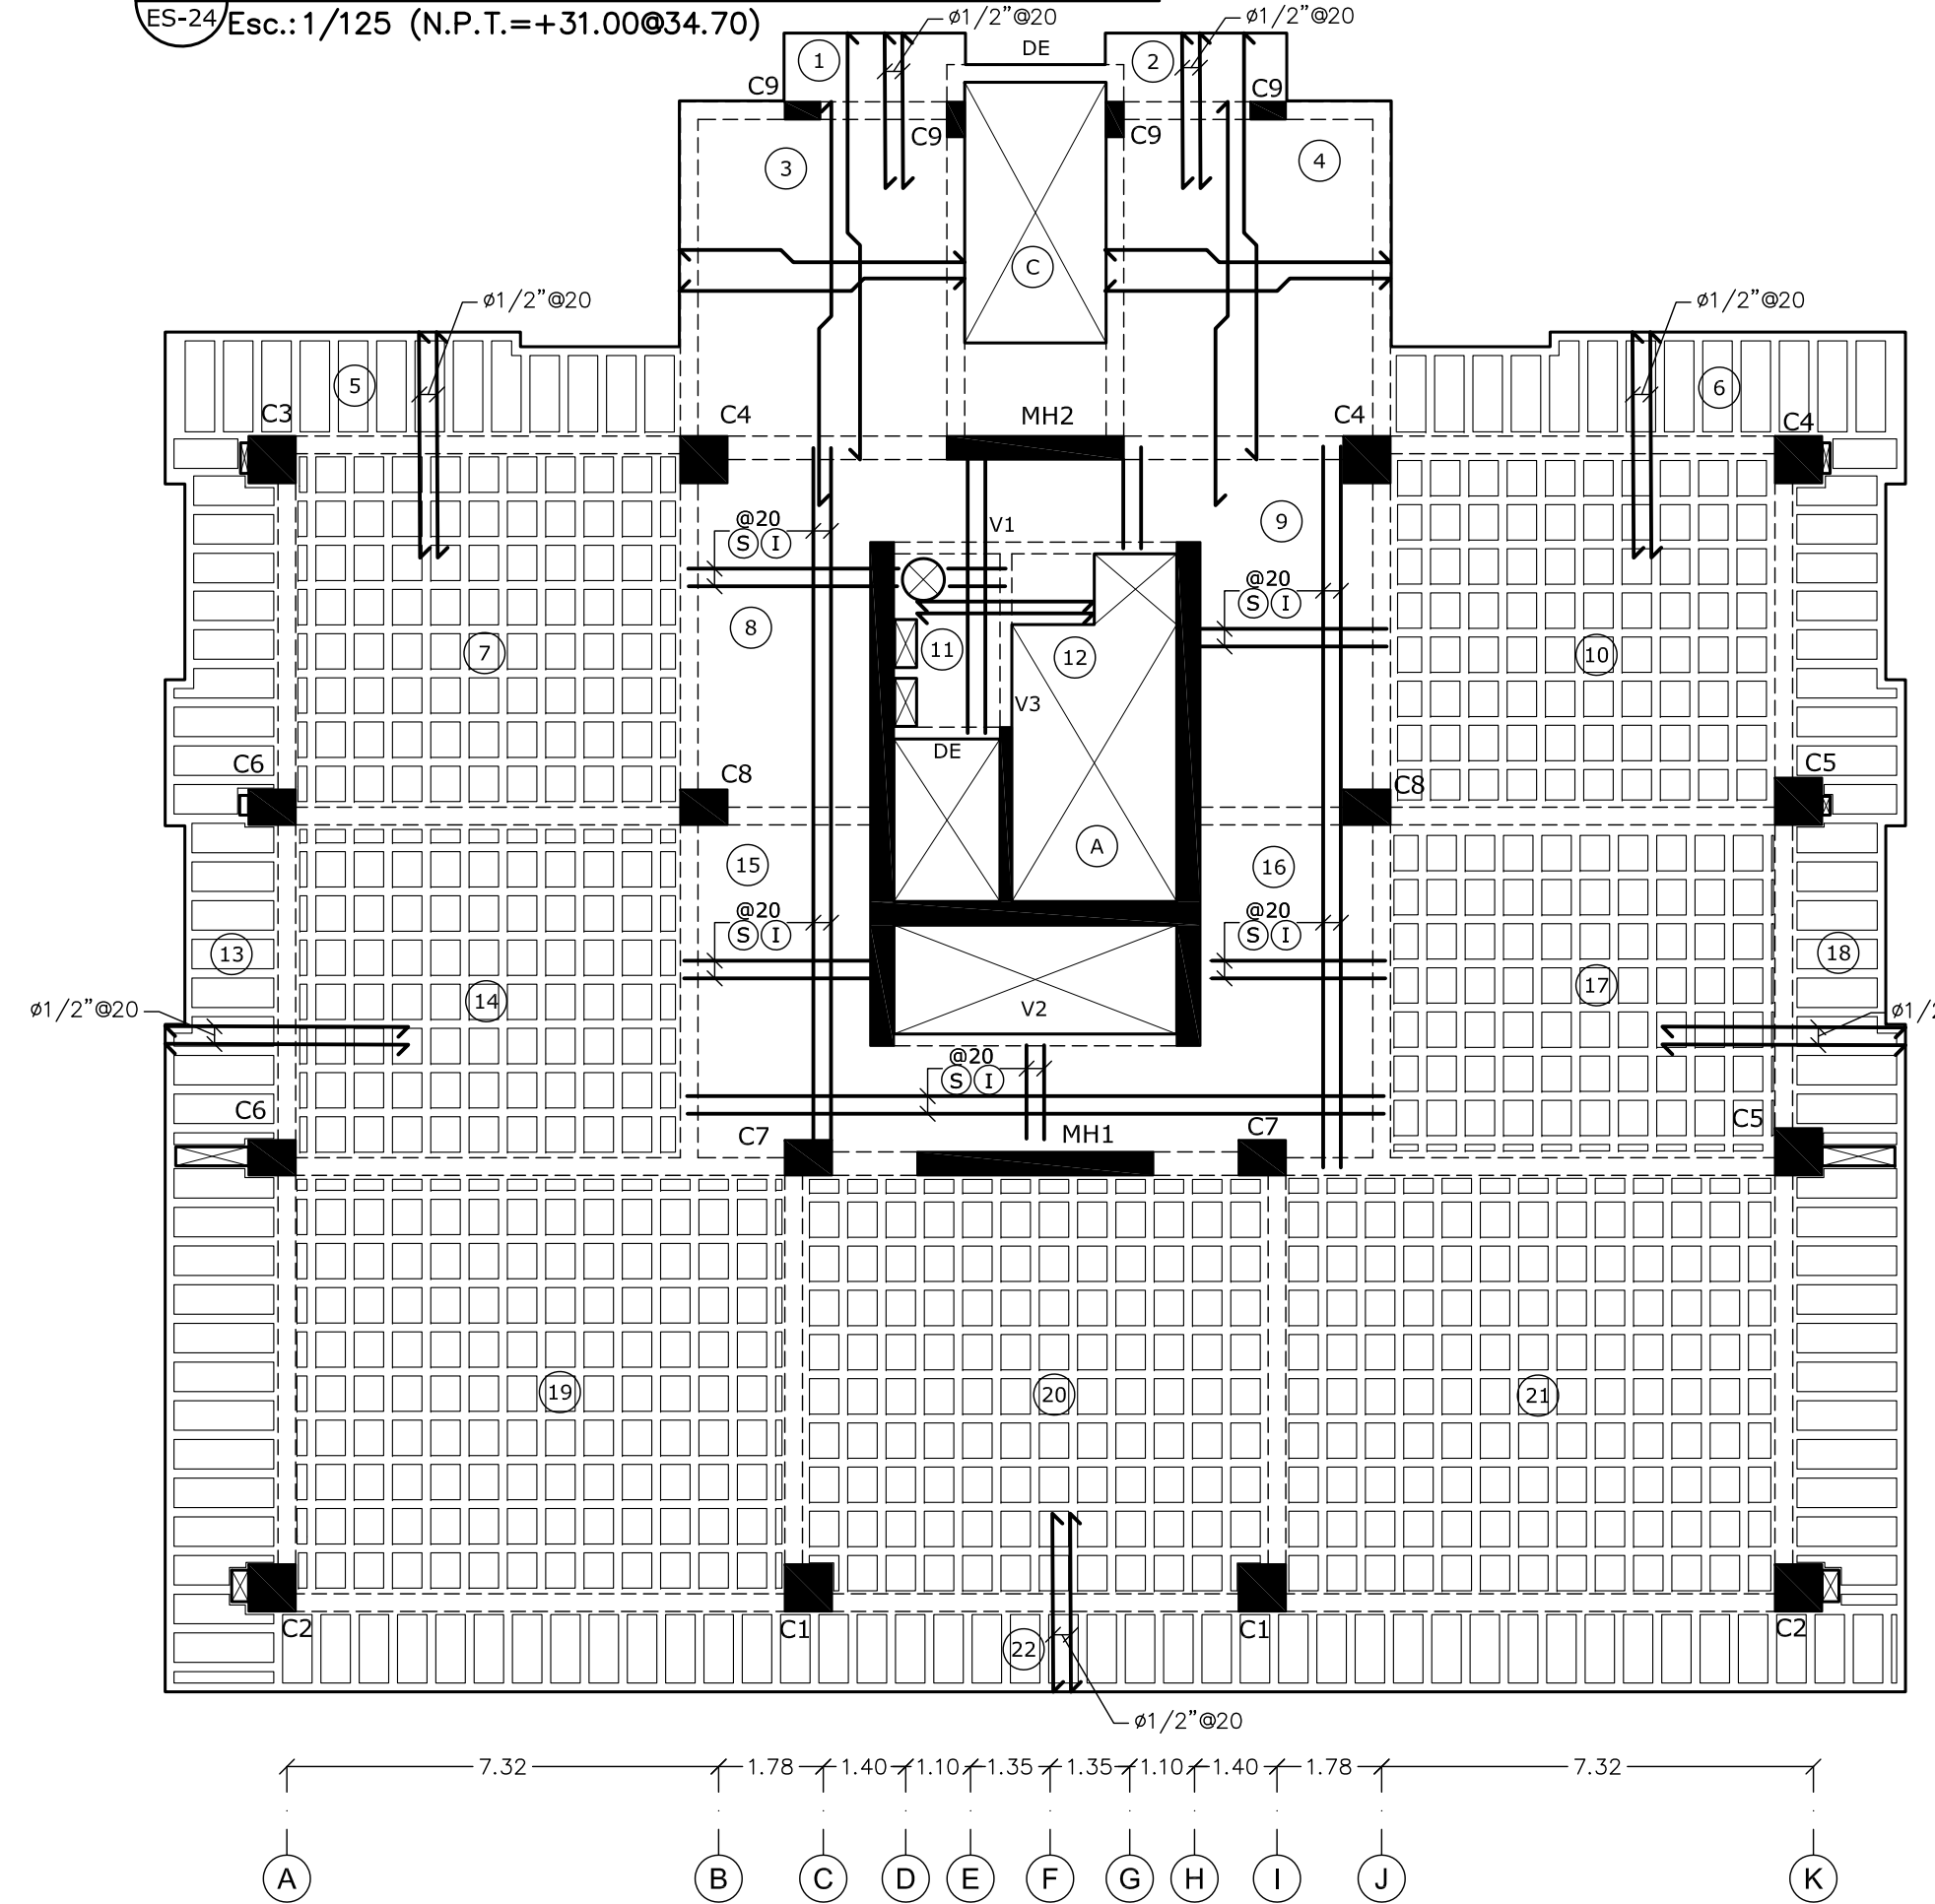 ES-24
Esc.: 1/125 (N.P.T.=+31.00@34.70)
ø1/2"@20
ø1/2"@20
DE
1
2
C9
C9
C9
C9
3
4
C
ø1/2"@20
ø1/2"@20
5
6
C3
C4
MH2
C4
C4
@20
S I
V1
9
@20
S I
8
7
11
12
10
V3
DE
C6
C8
C8
C5
15
A
16
@20
S I
@20
S I
13
14
17
18
ø1/2"@20
V2
ø1/2
@20
S I
C6
C7
MH1
C7
C5
19
20
21
C2
C1
22
C1
C2
ø1/2"@20
7.32 1.78 1.40 1.10 1.35 1.35 1.10 1.40 1.78 7.32
A B C D E F G H I J K